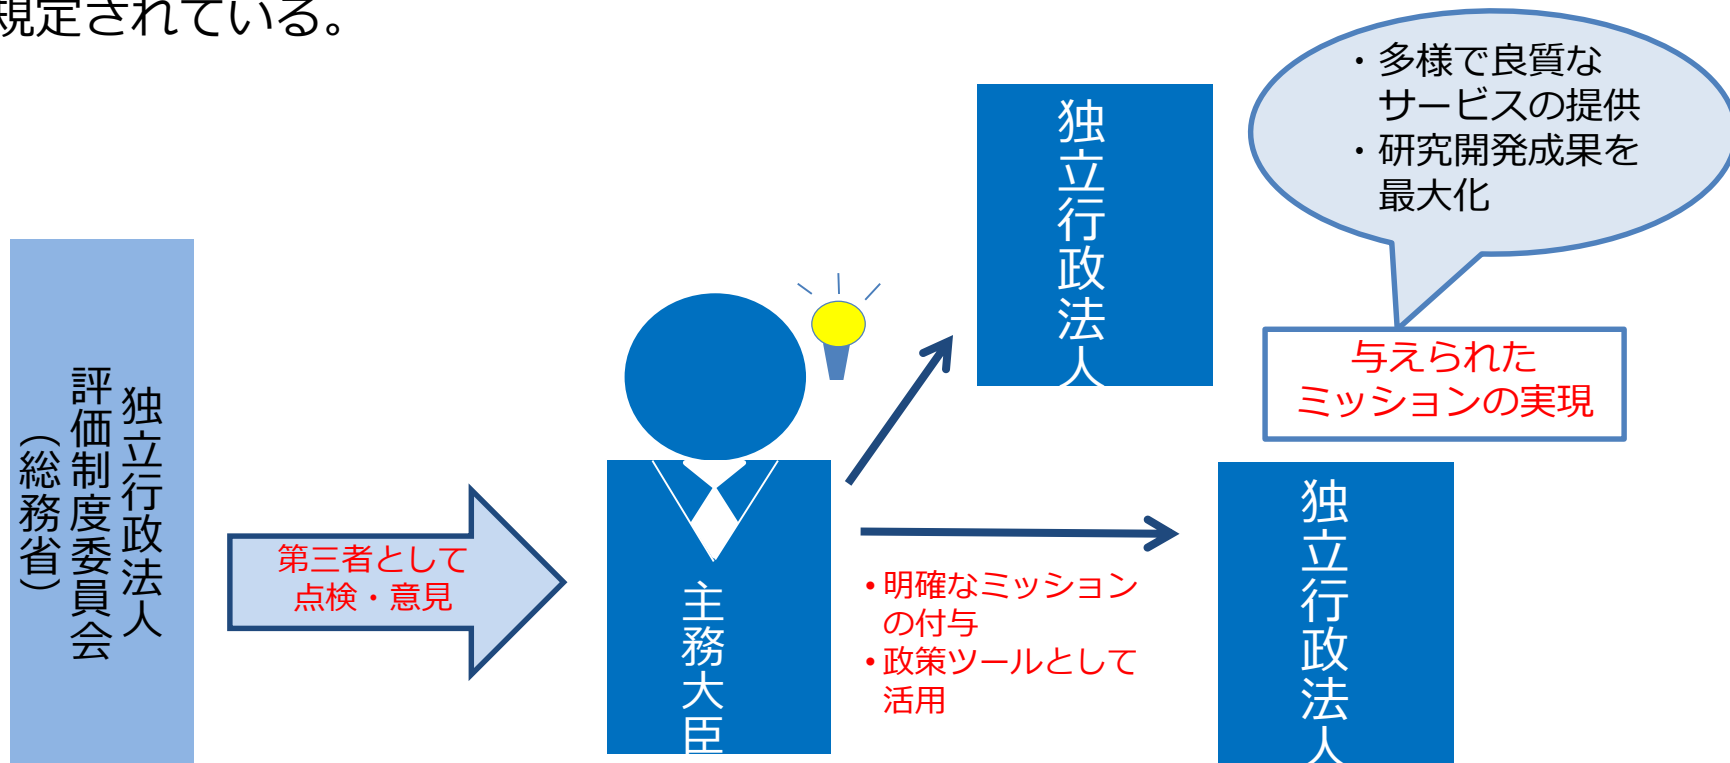 規定されている。
・多様で良質な
サービスの提供
・研究開発成果を
最大化
独立行政法人
与えられた
ミッションの実現
独立行政法人
評価制度委員会
（総務省）
第三者として
点検・意見
主務大臣
・明確なミッション
の付与
・政策ツールとして
活用
独立行政法人